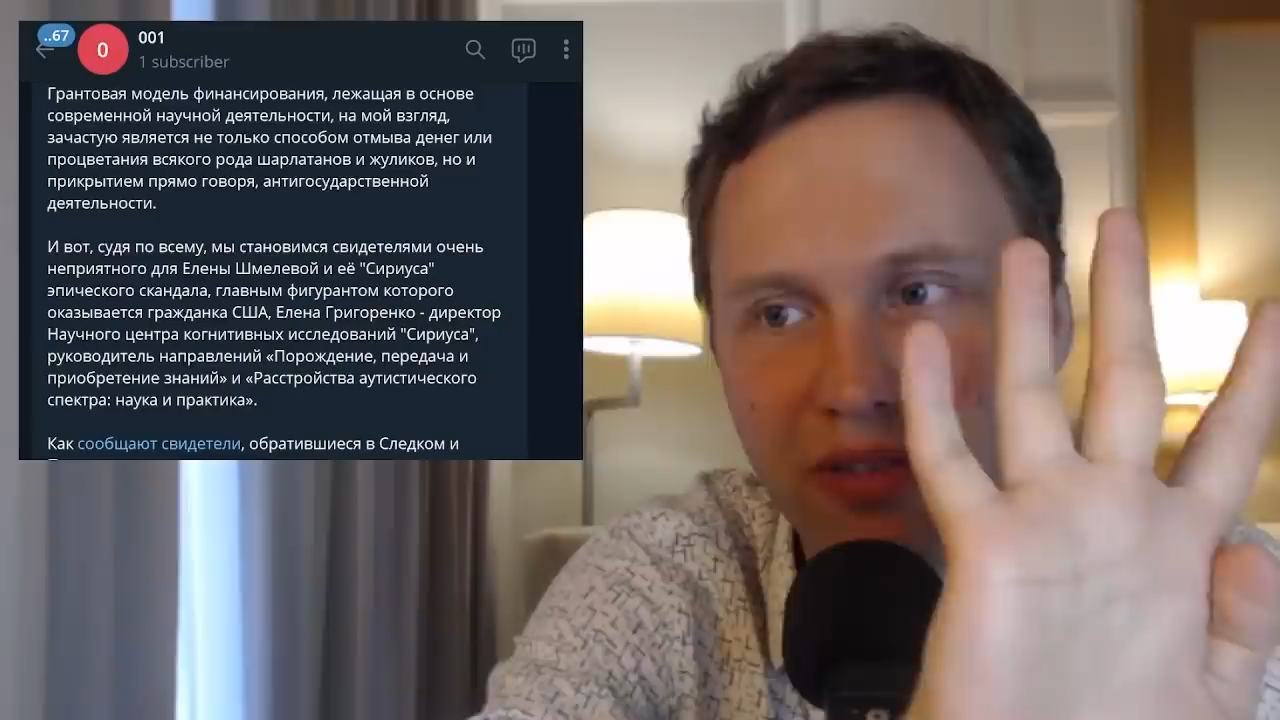 ..67
0
001
1 subscriber
Грантовая модель финансирования, лежащая в основе
современной научной деятельности, на мой взгляд,
зачастую является не только способом отмыва денег или
процветания всякого рода шарлатанов и жуликов, но и
прикрытием прямо говоря, антигосударственной
деятельности.
И вот, судя по всему, мы становимся свидетелями очень
неприятного для Елены Шмелевой и её "Сириуса"
эпического скандала, главным фигурантом которого
оказывается гражданка США, Елена Григоренко - директор
Научного центра когнитивных исследований "Сириуса",
руководитель направлений «Порождение, передача и
приобретение знаний» и «Расстройства аутистического
спектра: наука и практика».
Как сообщают свидетели, обратившиеся в Следком и